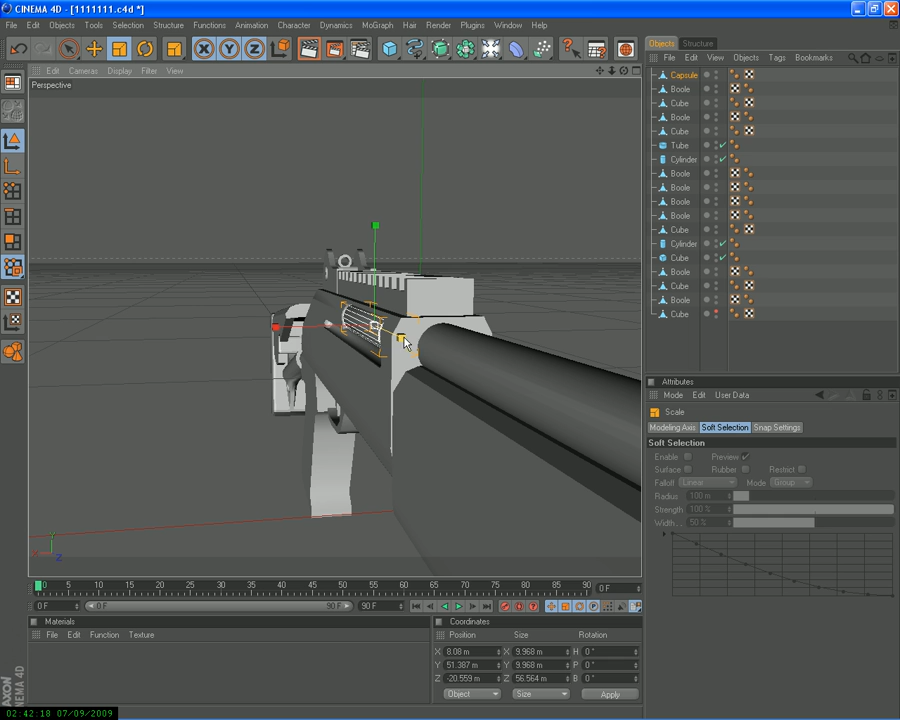 CINEMA 4D - [1111111.c4d *]
File Edit Objects Tools Selection Structure Functions Animation Character Dynamics MoGraph Hair Render Plugins Window Help
Objects Structure
Edit Cameras Display Filter View
File Edit View Objects Tags Bookmarks
Perspective
Capsule
Boole
Cube
Boole
Cube
Tube
Cylinder
Boole
Boole
Boole
Boole
Cube
Cylinder
Cube
Boole
Cube
Boole
Cube
Attributes
Mode Edit User Data
Scale
Modeling Axis Soft Selection Snap Settings
Soft Selection
Enable Preview
Surface Rubber Restrict
Falloff Linear Mode Group
Radius 100 m
Strength 100 %
Width... 50 %
Y
X
Z
0 5 10 15 20 25 30 35 40 45 50 55 60 65 70 75 80 85 90 0 F
0 F 0 F 90 F 90 F
Materials
File Edit Function Texture
Coordinates
Position Size Rotation
X 8.08 m X 9.968 m H 0 °
Y 51.387 m Y 9.968 m P 0 °
Z -20.559 m Z 56.564 m B 0 °
Object Size Apply
MAXON
CINEMA 4D
02:42:18 07/09/2009